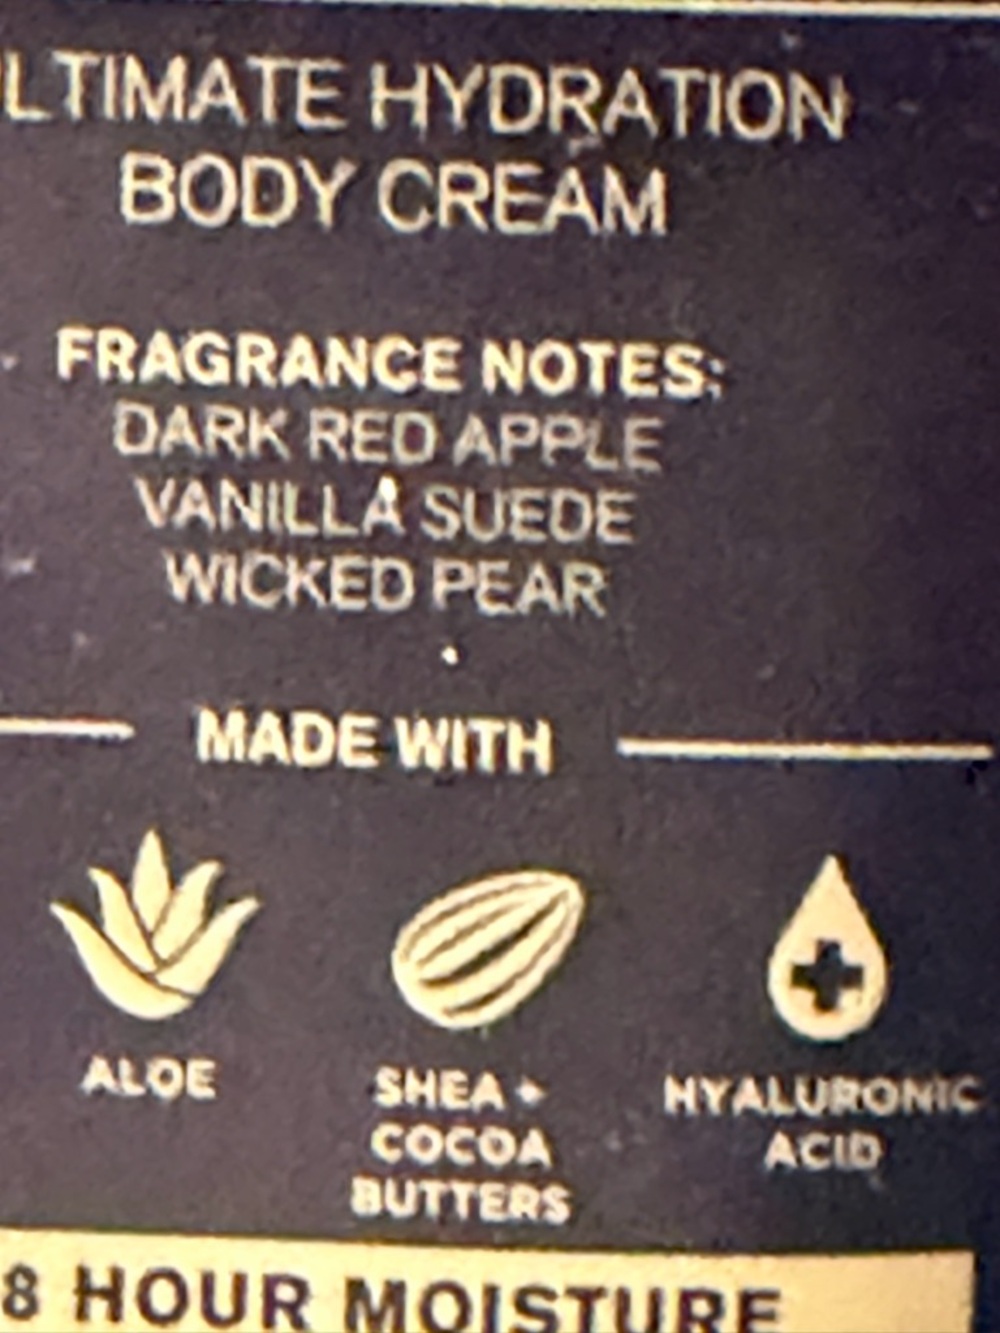 LTIMATE HYDRATION
BODY CREAM
FRAGRANCE NOTES:
DARK RED APPLE
VANILLA SUEDE
WICKED PEAR
MADE WITH
ALOE
SHEA +
COCOA
BUTTERS
HYALURONIC
ACID
8 HOUR MOISTURE